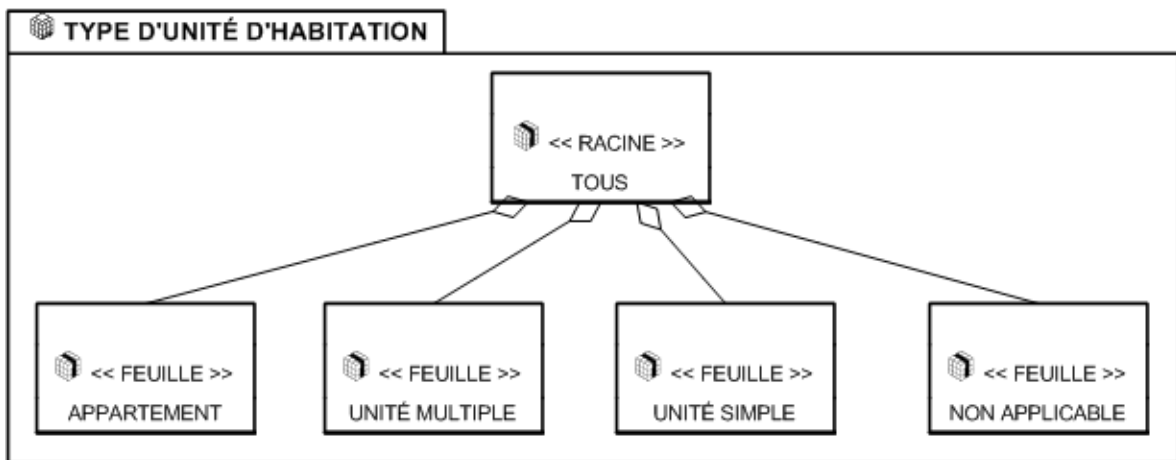 TYPE D'UNITÉ D'HABITATION
<< RACINE >>
TOUS
<< FEUILLE >>
APPARTEMENT
<< FEUILLE >>
UNITÉ MULTIPLE
<< FEUILLE >>
UNITÉ SIMPLE
<< FEUILLE >>
NON APPLICABLE